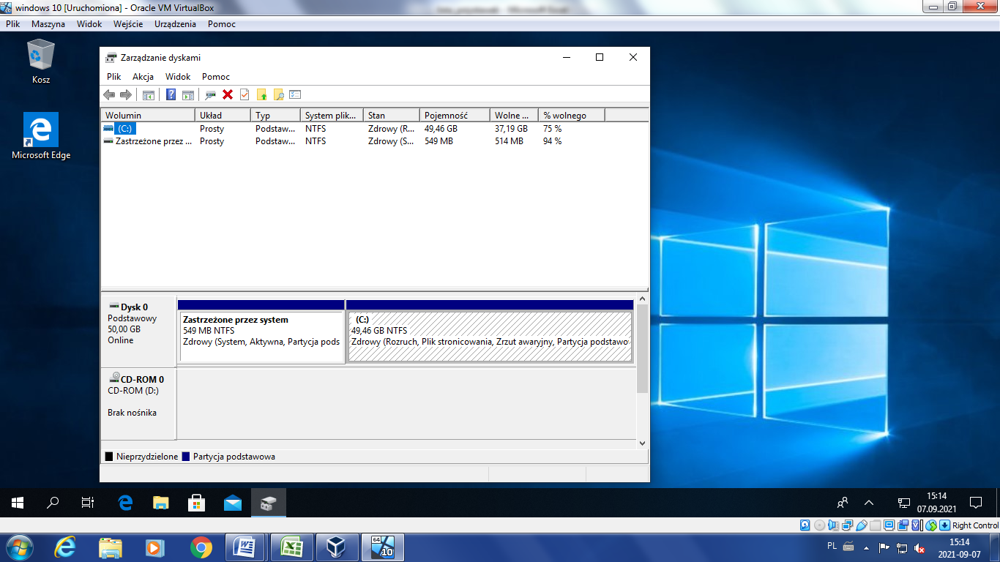 windows 10 [Uruchomiona] - Oracle VM VirtualBox
Plik Maszyna Widok Wejście Urządzenia Pomoc
Kosz
Microsoft Edge
Zarządzanie dyskami
Plik Akcja Widok Pomoc
Wolumin Układ Typ System plik... Stan Pojemność Wolne ... % wolnego
(C:) Prosty Podstaw... NTFS Zdrowy (R... 49,46 GB 37,19 GB 75 %
Zastrzeżone przez ... Prosty Podstaw... NTFS Zdrowy (S... 549 MB 514 MB 94 %
Dysk 0
Podstawowy
50,00 GB
Online
Zastrzeżone przez system
549 MB NTFS
Zdrowy (System, Aktywna, Partycja pods
(C:)
49,46 GB NTFS
Zdrowy (Rozruch, Plik stronicowania, Zrzut awaryjny, Partycja podstawo
CD-ROM 0
CD-ROM (D:)
Brak nośnika
Nieprzydzielone Partycja podstawowa
15:14
07.09.2021
Right Control
64
10
PL
15:14
2021-09-07